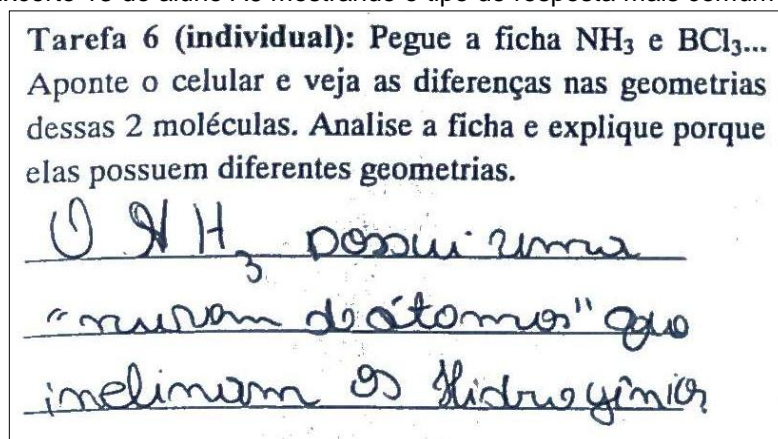 Tarefa 6 (individual): Pegue a ficha NH₃ e BCl₃...
Aponte o celular e veja as diferenças nas geometrias
dessas 2 moléculas. Analise a ficha e explique porque
elas possuem diferentes geometrias.
O NH₃ possui uma
"nuvem de átomos" que
inclinam os Hidrogênios